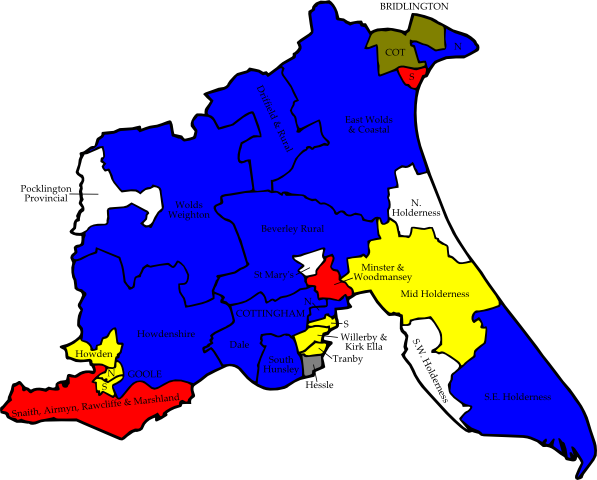 BRIDLINGTON
N
COT
S
Driffield & Rural
East Wolds
& Coastal
Pocklington
Provincial
Wolds
Weighton
N.
Holderness
Beverley Rural
St Mary's
Minster &
Woodmansey
Mid Holderness
N
COTTINGHAM
S
Howdenshire
Dale
Willerby &
Kirk Ella
Tranby
South
Hunsley
Hessle
S.W. Holderness
S.E. Holderness
Howden
N
GOOLE
S
Snaith, Airmyn, Rawcliffe & Marshland